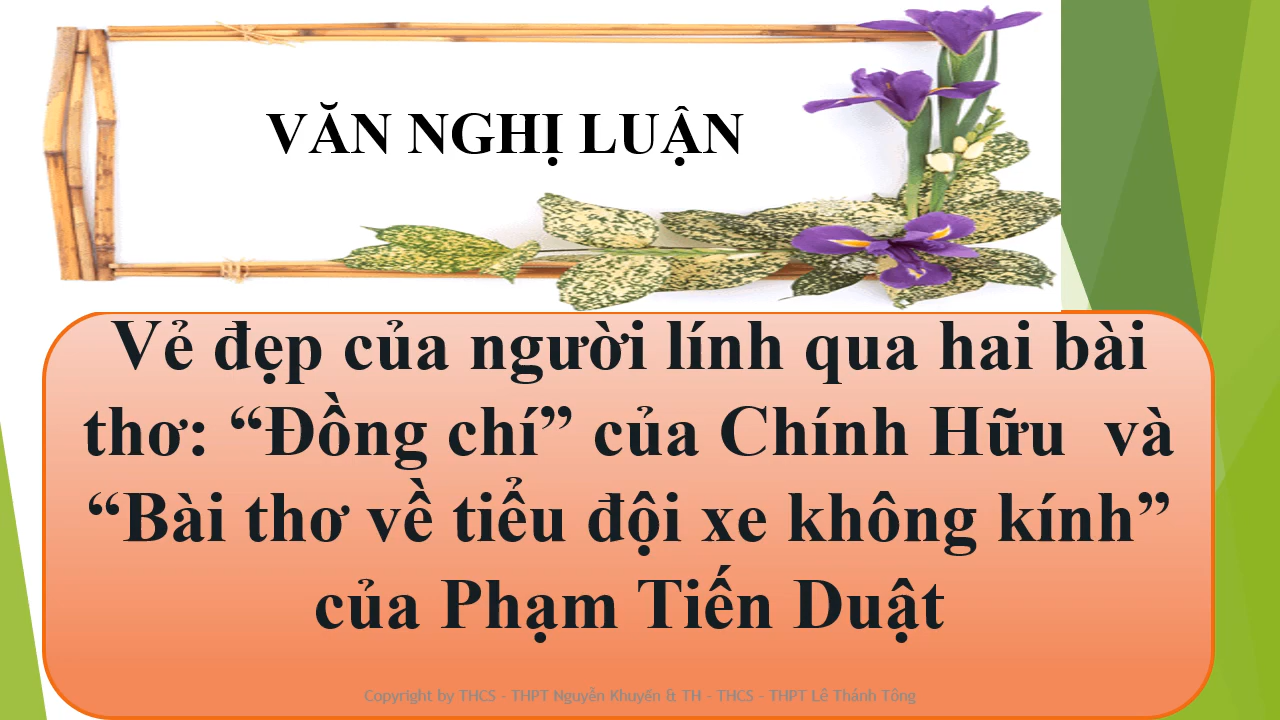 VĂN NGHỊ LUẬN
Vẻ đẹp của người lính qua hai bài
thơ: “Đồng chí” của Chính Hữu và
“Bài thơ về tiểu đội xe không kính”
của Phạm Tiến Duật
Copyright by THCS - THPT Nguyễn Khuyến & TH - THCS - THPT Lê Thánh Tông